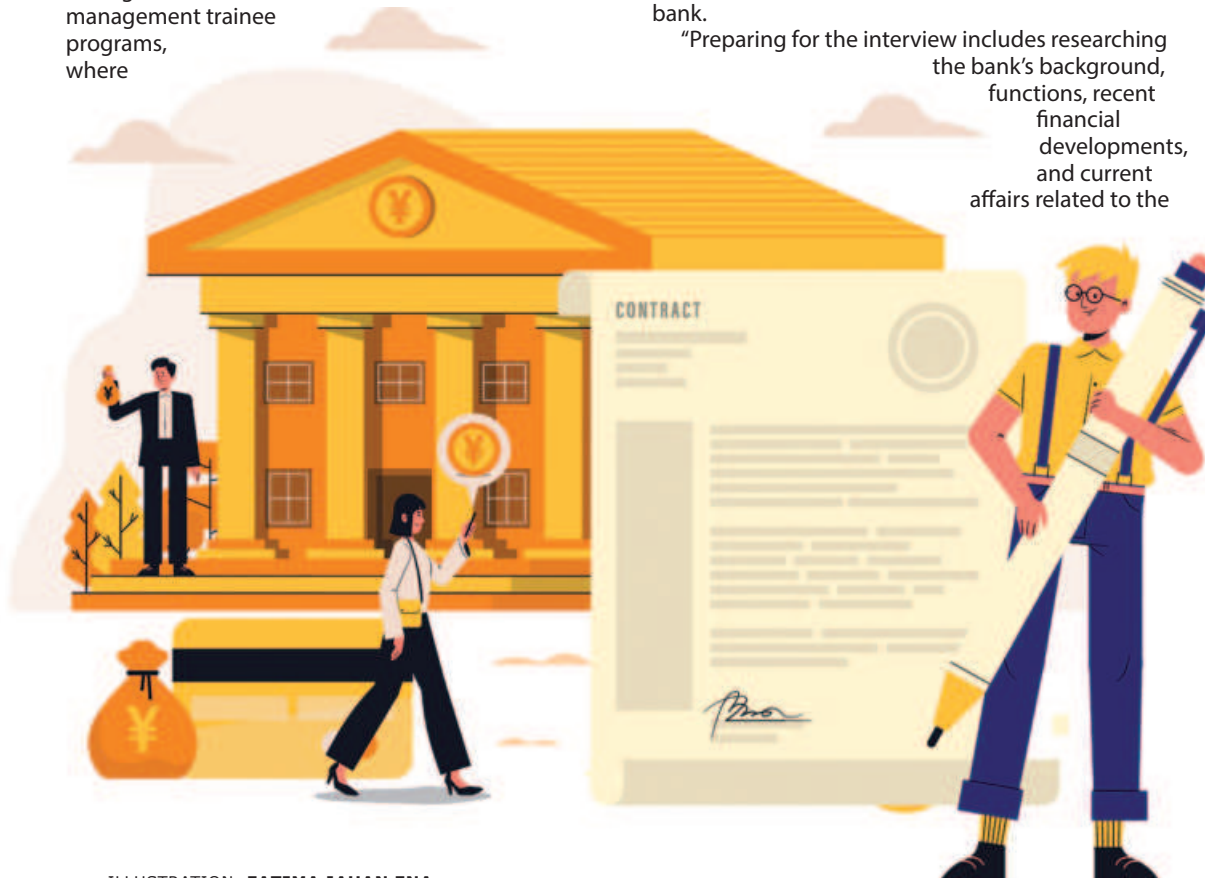 management trainee
programs,
where
bank.
“Preparing for the interview includes researching
the bank’s background,
functions, recent
financial
developments,
and current
affairs related to the
¥
CONTRACT
¥
¥
¥